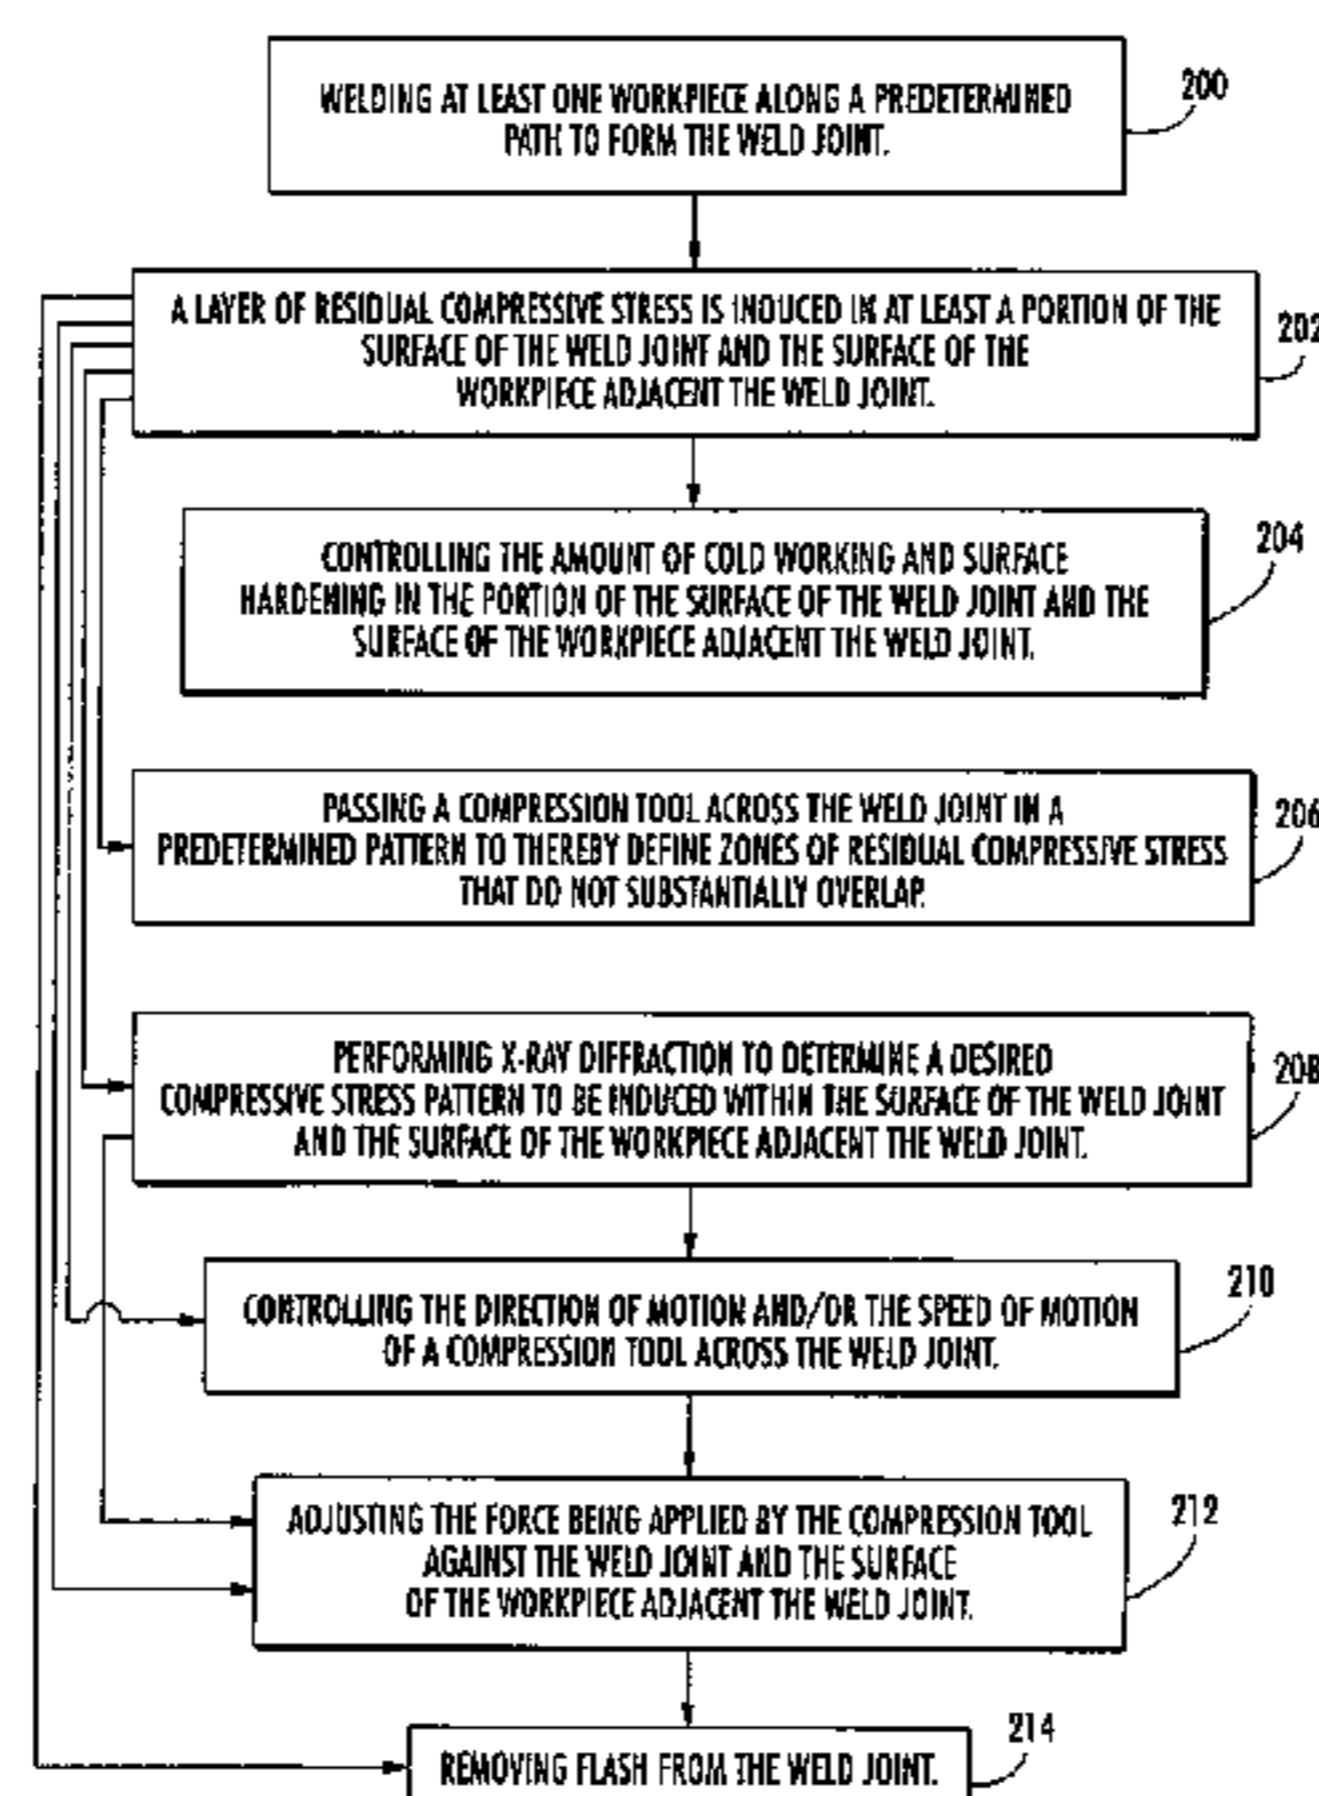 WELDING AT LEAST ONE WORKPIECE ALONG A PREDETERMINED
PATH TO FORM THE WELD JOINT.
200
A LAYER OF RESIDUAL COMPRESSIVE STRESS IS INDUCED IN AT LEAST A PORTION OF THE
SURFACE OF THE WELD JOINT AND THE SURFACE OF THE
WORKPIECE ADJACENT THE WELD JOINT.
202
CONTROLLING THE AMOUNT OF COLD WORKING AND SURFACE
HARDENING IN THE PORTION OF THE SURFACE OF THE WELD JOINT AND THE
SURFACE OF THE WORKPIECE ADJACENT THE WELD JOINT.
204
PASSING A COMPRESSION TOOL ACROSS THE WELD JOINT IN A
PREDETERMINED PATTERN TO THEREBY DEFINE ZONES OF RESIDUAL COMPRESSIVE STRESS
THAT DO NOT SUBSTANTIALLY OVERLAP.
206
PERFORMING X-RAY DIFFRACTION TO DETERMINE A DESIRED
COMPRESSIVE STRESS PATTERN TO BE INDUCED WITHIN THE SURFACE OF THE WELD JOINT
AND THE SURFACE OF THE WORKPIECE ADJACENT THE WELD JOINT.
208
CONTROLLING THE DIRECTION OF MOTION AND/OR THE SPEED OF MOTION
OF A COMPRESSION TOOL ACROSS THE WELD JOINT.
210
ADJUSTING THE FORCE BEING APPLIED BY THE COMPRESSION TOOL
AGAINST THE WELD JOINT AND THE SURFACE
OF THE WORKPIECE ADJACENT THE WELD JOINT.
212
REMOVING FLASH FROM THE WELD JOINT.
214